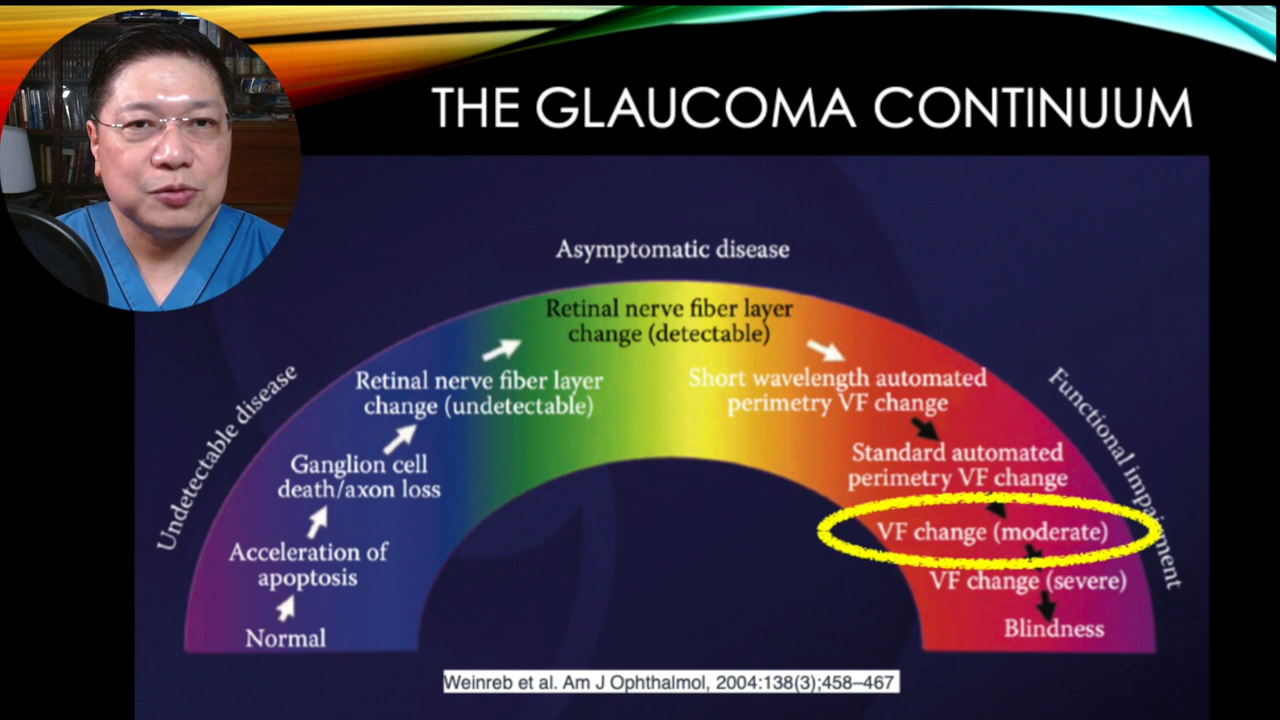 THE GLAUCOMA CONTINUUM
Asymptomatic disease
Undetectable disease
Functional impairment
Normal
Acceleration of
apoptosis
Ganglion cell
death/axon loss
Retinal nerve fiber layer
change (undetectable)
Retinal nerve fiber layer
change (detectable)
Short wavelength automated
perimetry VF change
Standard automated
perimetry VF change
VF change (moderate)
VF change (severe)
Blindness
Weinreb et al. Am J Ophthalmol, 2004:138(3);458–467